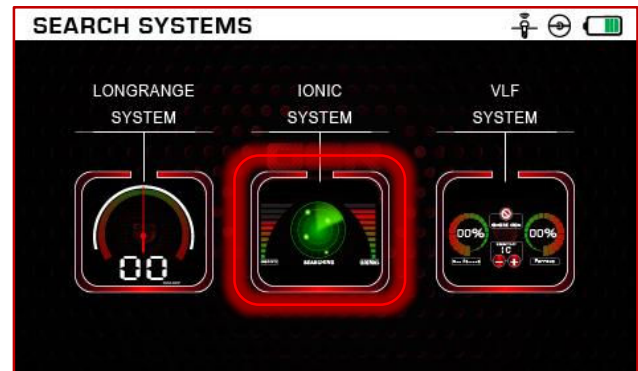 SEARCH SYSTEMS
LONGRANGE
SYSTEM
IONIC
SYSTEM
VLF
SYSTEM
00
SEARCHING
00%
00%